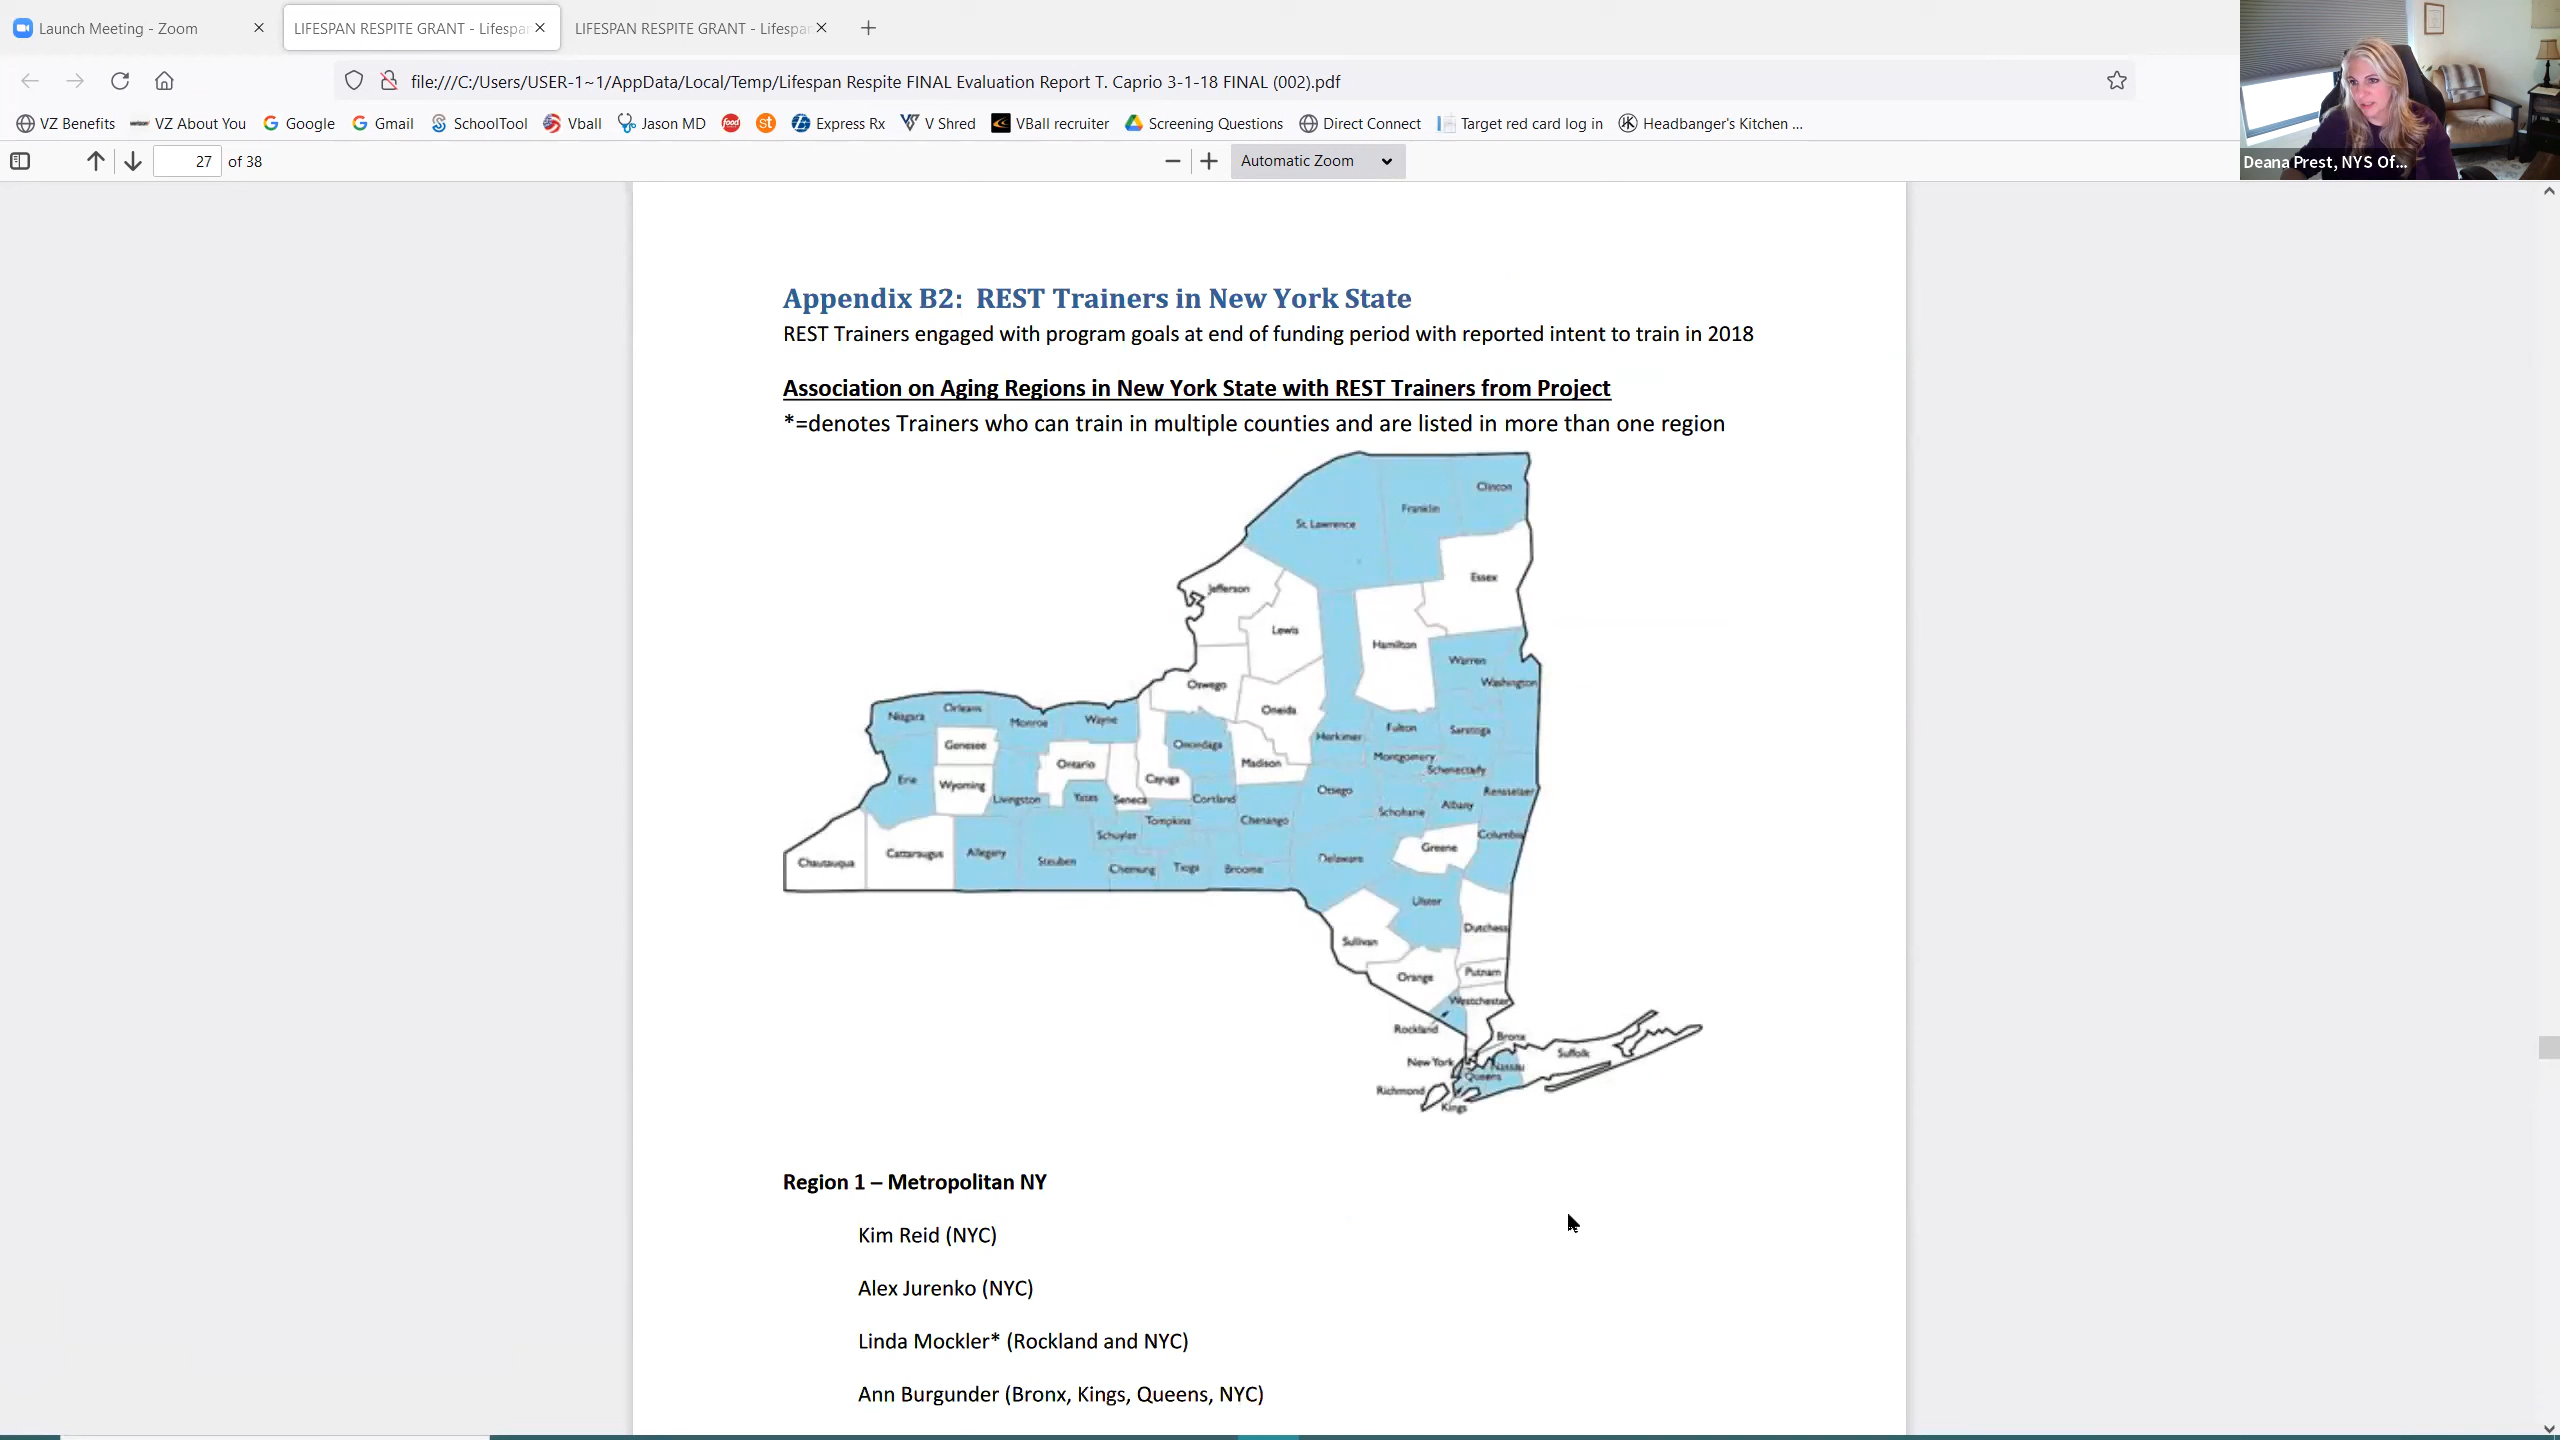 Launch Meeting - Zoom
LIFESPAN RESPITE GRANT - Lifespan
LIFESPAN RESPITE GRANT - Lifespan
file:///C:/Users/USER-1~1/AppData/Local/Temp/Lifespan Respite FINAL Evaluation Report T. Caprio 3-1-18 FINAL (002).pdf
VZ Benefits
VZ About You
Google
Gmail
SchoolTool
Vball
Jason MD
food
st
Express Rx
V Shred
VBall recruiter
Screening Questions
Direct Connect
Target red card log in
Headbanger's Kitchen ...
27 of 38
Automatic Zoom
Deana Prest, NYS Of...
Appendix B2: REST Trainers in New York State
REST Trainers engaged with program goals at end of funding period with reported intent to train in 2018
Association on Aging Regions in New York State with REST Trainers from Project
*=denotes Trainers who can train in multiple counties and are listed in more than one region
Clinton
Franklin
St. Lawrence
Essex
Jefferson
Lewis
Hamilton
Warren
Washington
Oswego
Oneida
Niagara
Orleans
Monroe
Wayne
Herkimer
Fulton
Saratoga
Genesee
Onondaga
Ontario
Madison
Montgomery
Schenectady
Erie
Wyoming
Cayuga
Livingston
Yates
Seneca
Cortland
Otsego
Rensselaer
Schoharie
Albany
Tompkins
Chenango
Schuyler
Columbia
Greene
Chautauqua
Cattaraugus
Allegany
Steuben
Chemung
Tioga
Broome
Delaware
Ulster
Dutchess
Sullivan
Orange
Putnam
Westchester
Rockland
Bronx
New York
Suffolk
Nassau
Queens
Richmond
Kings
Region 1 – Metropolitan NY
Kim Reid (NYC)
Alex Jurenko (NYC)
Linda Mockler* (Rockland and NYC)
Ann Burgunder (Bronx, Kings, Queens, NYC)